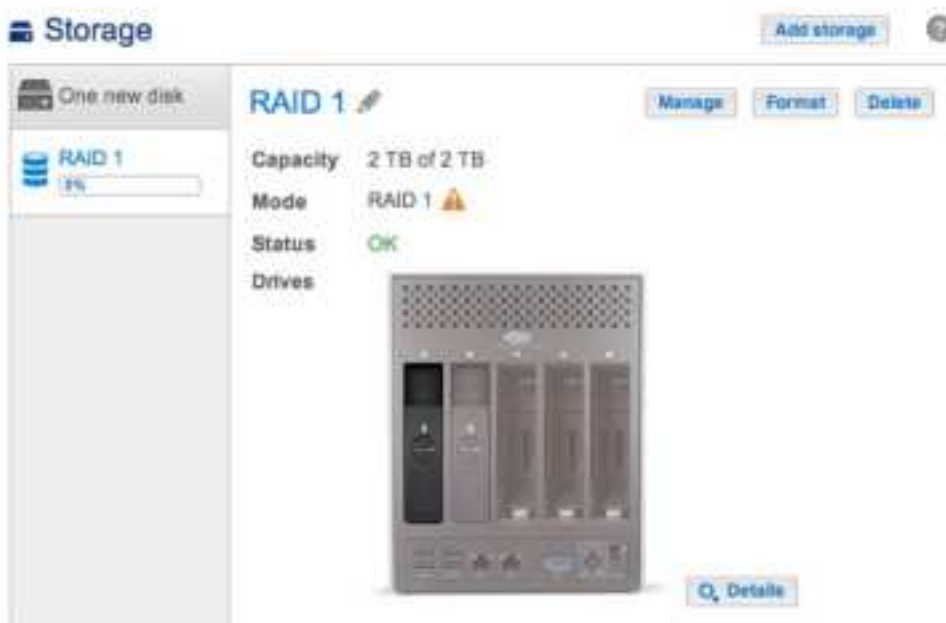 Storage
Add storage
?
One new disk
RAID 1
RAID 1
Manage
Format
Delete
Capacity 2 TB of 2 TB
Mode RAID 1
Status OK
Drives
Details